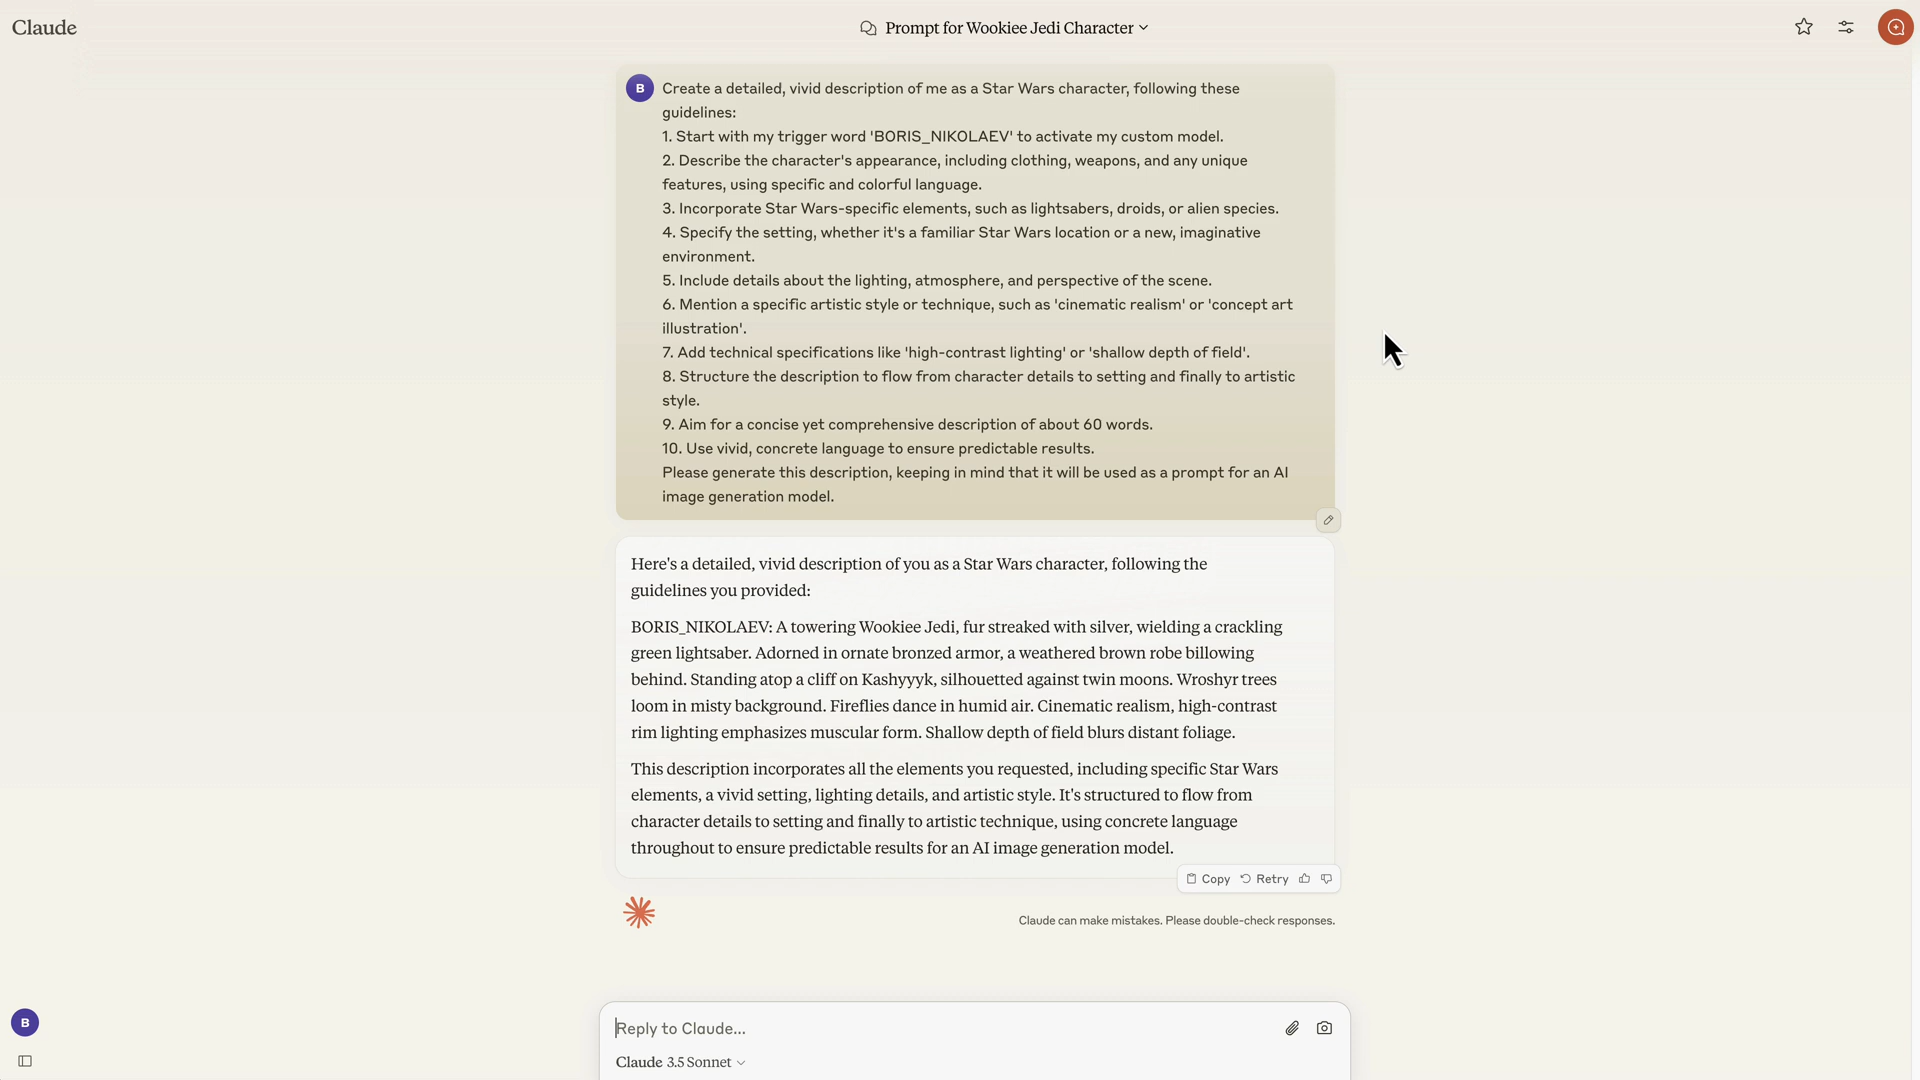 Claude
Prompt for Wookiee Jedi Character
B
Create a detailed, vivid description of me as a Star Wars character, following these
guidelines:
1. Start with my trigger word 'BORIS_NIKOLAEV' to activate my custom model.
2. Describe the character's appearance, including clothing, weapons, and any unique
features, using specific and colorful language.
3. Incorporate Star Wars-specific elements, such as lightsabers, droids, or alien species.
4. Specify the setting, whether it's a familiar Star Wars location or a new, imaginative
environment.
5. Include details about the lighting, atmosphere, and perspective of the scene.
6. Mention a specific artistic style or technique, such as 'cinematic realism' or 'concept art
illustration'.
7. Add technical specifications like 'high-contrast lighting' or 'shallow depth of field'.
8. Structure the description to flow from character details to setting and finally to artistic
style.
9. Aim for a concise yet comprehensive description of about 60 words.
10. Use vivid, concrete language to ensure predictable results.
Please generate this description, keeping in mind that it will be used as a prompt for an AI
image generation model.
Here's a detailed, vivid description of you as a Star Wars character, following the
guidelines you provided:
BORIS_NIKOLAEV: A towering Wookiee Jedi, fur streaked with silver, wielding a crackling
green lightsaber. Adorned in ornate bronzed armor, a weathered brown robe billowing
behind. Standing atop a cliff on Kashyyyk, silhouetted against twin moons. Wroshyr trees
loom in misty background. Fireflies dance in humid air. Cinematic realism, high-contrast
rim lighting emphasizes muscular form. Shallow depth of field blurs distant foliage.
This description incorporates all the elements you requested, including specific Star Wars
elements, a vivid setting, lighting details, and artistic style. It's structured to flow from
character details to setting and finally to artistic technique, using concrete language
throughout to ensure predictable results for an AI image generation model.
Copy Retry
Claude can make mistakes. Please double-check responses.
B
Reply to Claude...
Claude 3.5 Sonnet